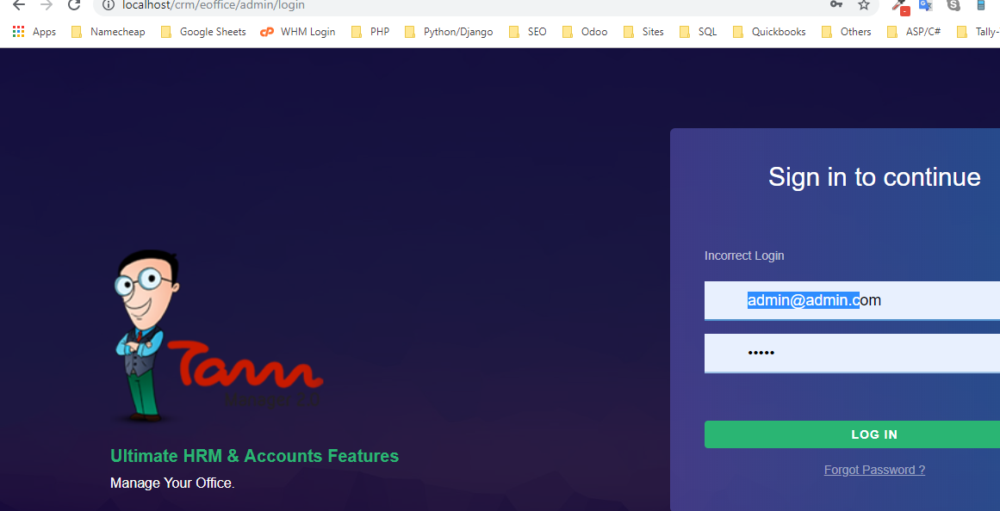 localhost/crm/eoffice/admin/login
Apps Namecheap Google Sheets WHM Login PHP Python/Django SEO Odoo Sites SQL Quickbooks Others ASP/C# Tally-
Sign in to continue
Incorrect Login
admin@admin.com
•••••
LOG IN
Forgot Password ?
Tann
Ultimate HRM & Accounts Features
Manage Your Office.